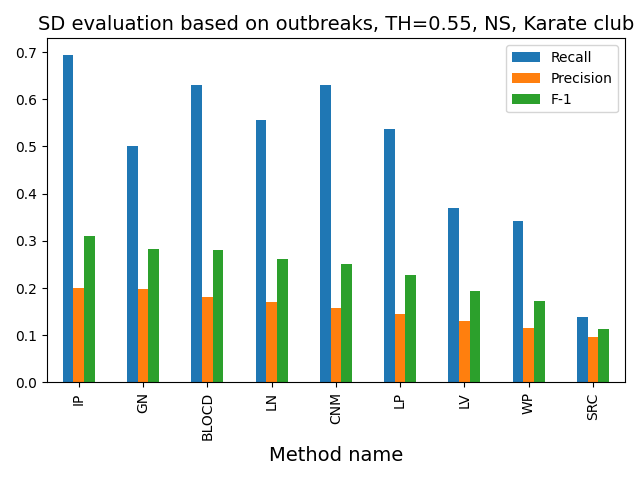 SD evaluation based on outbreaks, TH=0.55, NS, Karate club
0.7
0.6
0.5
0.4
0.3
0.2
0.1
0.0
Recall
Precision
F-1
IP
GN
BLOCD
LN
CNM
LP
LV
WP
SRC
Method name